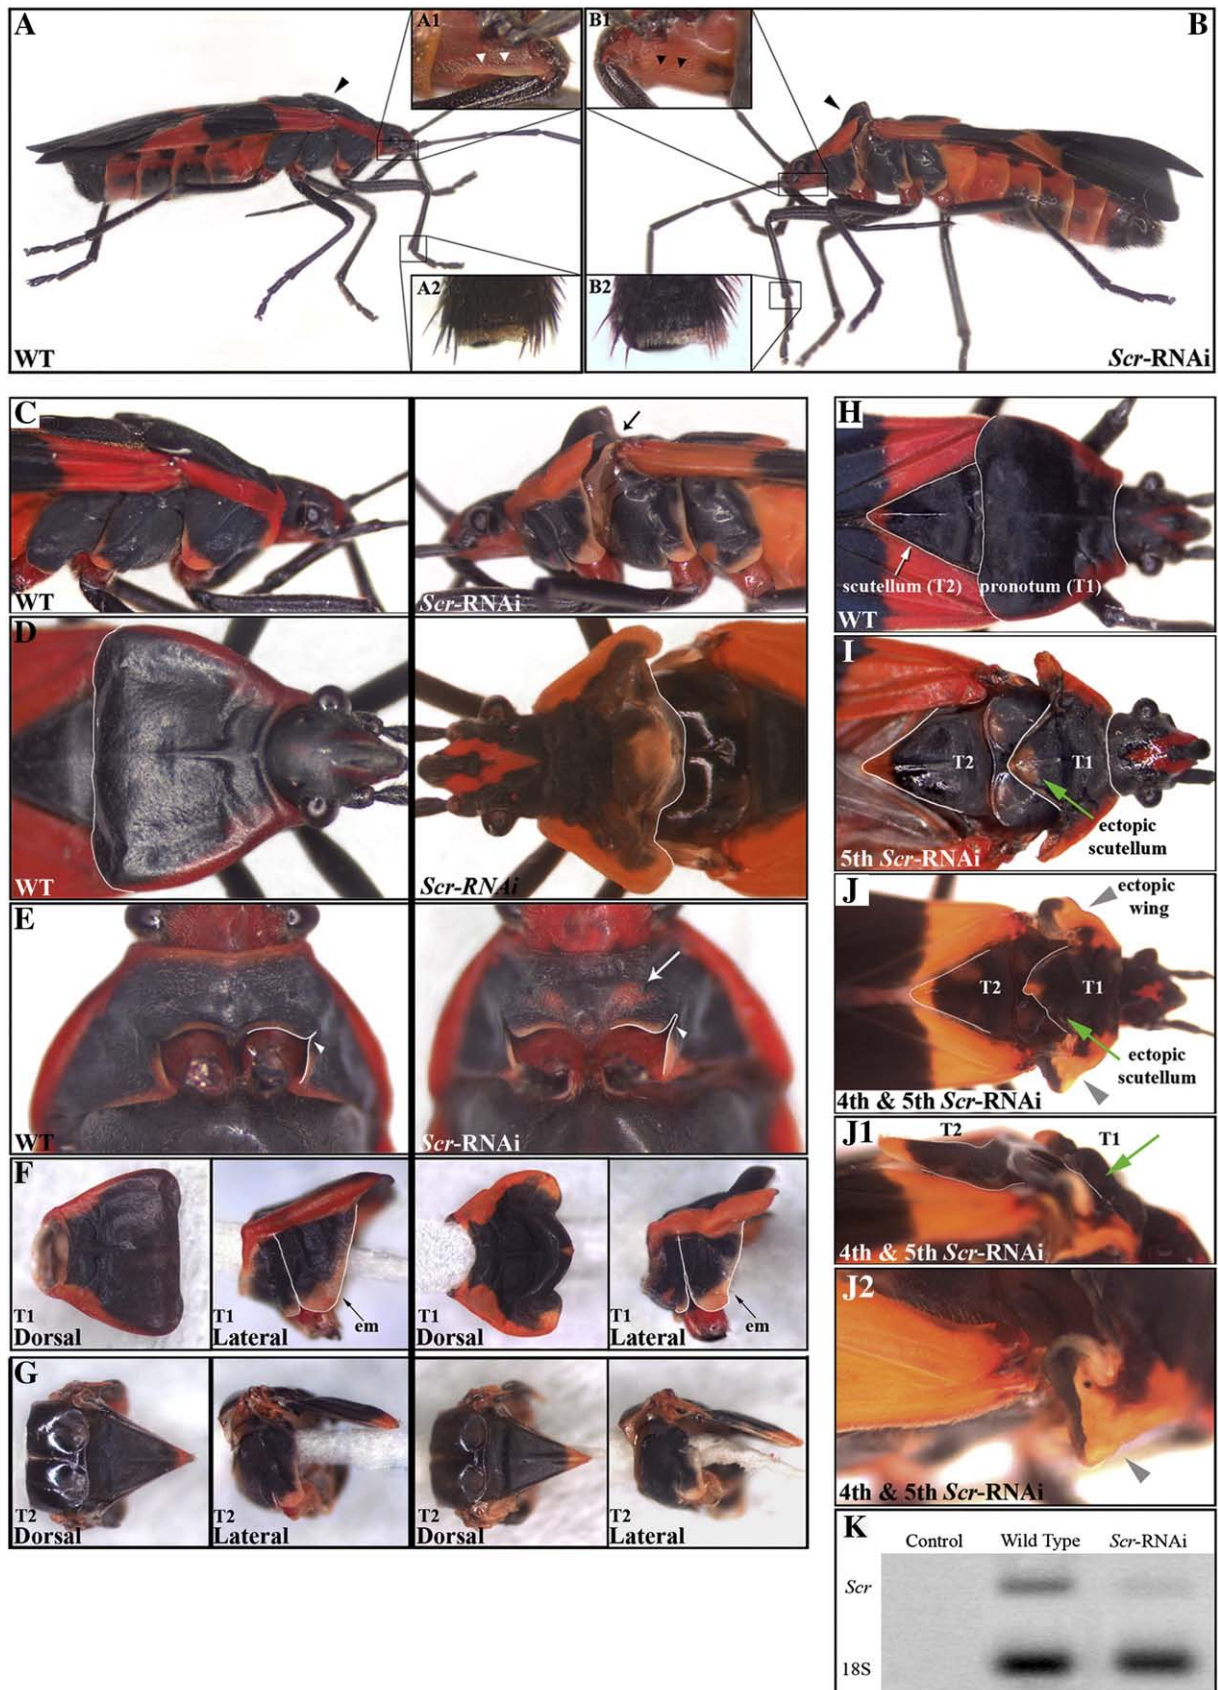 A
A1
B1
B
A2
B2
WT
Scr-RNAi
C
WT
Scr-RNAi
D
WT
Scr-RNAi
E
WT
Scr-RNAi
F
T1
Dorsal
T1
Lateral
em
T1
Dorsal
T1
Lateral
em
G
T2
Dorsal
T2
Lateral
T2
Dorsal
T2
Lateral
H
scutellum (T2)
pronotum (T1)
WT
I
T2
T1
ectopic
scutellum
5th Scr-RNAi
J
ectopic
wing
T2
T1
ectopic
scutellum
4th & 5th Scr-RNAi
J1
T2
T1
4th & 5th Scr-RNAi
J2
4th & 5th Scr-RNAi
K
Control
Wild Type
Scr-RNAi
Scr
18S